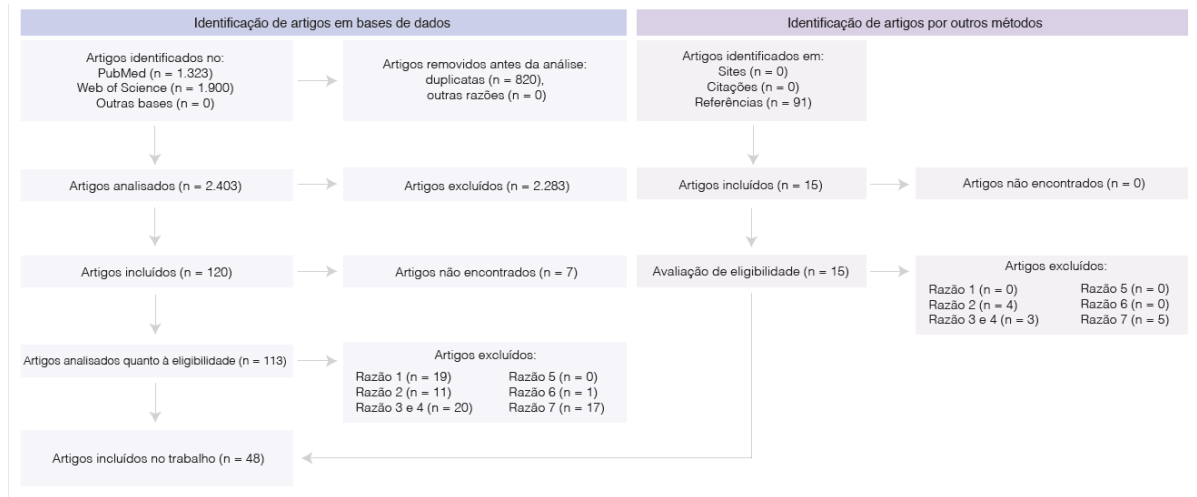 Identificação de artigos em bases de dados
Artigos identificados no:
PubMed (n = 1.323)
Web of Science (n = 1.900)
Outras bases (n = 0)
Artigos removidos antes da análise:
duplicatas (n = 820),
outras razões (n = 0)
Artigos analisados (n = 2.403)
Artigos excluídos (n = 2.283)
Artigos incluídos (n = 120)
Artigos não encontrados (n = 7)
Artigos analisados quanto à eligibilidade (n = 113)
Artigos excluídos:
Razão 1 (n = 19)
Razão 2 (n = 11)
Razão 3 e 4 (n = 20)
Razão 5 (n = 0)
Razão 6 (n = 1)
Razão 7 (n = 17)
Artigos incluídos no trabalho (n = 48)
Identificação de artigos por outros métodos
Artigos identificados em:
Sites (n = 0)
Citações (n = 0)
Referências (n = 91)
Artigos incluídos (n = 15)
Artigos não encontrados (n = 0)
Avaliação de eligibilidade (n = 15)
Artigos excluídos:
Razão 1 (n = 0)
Razão 2 (n = 4)
Razão 3 e 4 (n = 3)
Razão 5 (n = 0)
Razão 6 (n = 0)
Razão 7 (n = 5)